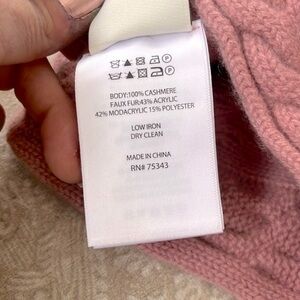 BODY:100% CASHMERE
FAUX FUR:43% ACRYLIC
42% MODACRYLIC 15% POLYESTER
LOW IRON
DRY CLEAN
MADE IN CHINA
RN# 75343